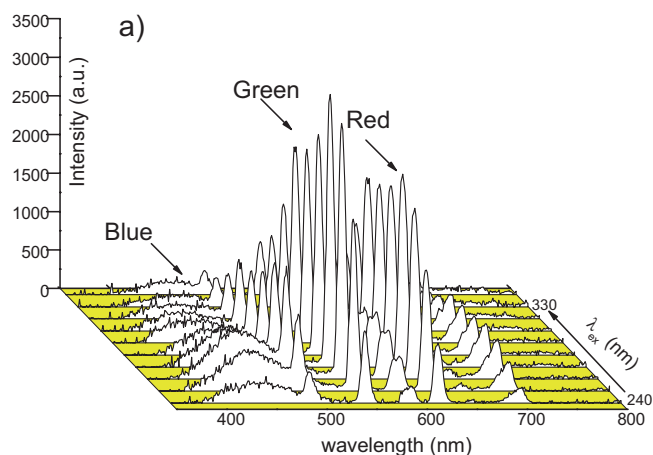 a)
3500
3000
2500
2000
1500
1000
500
0
Intensity (a.u.)
Green
Red
Blue
330
λex (nm)
240
400 500 600 700 800
wavelength (nm)